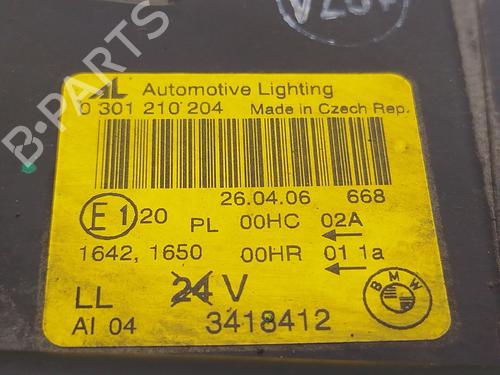 AL Automotive Lighting
0 301 210 204 Made in Czech Rep.
26.04.06 668
E1 20 PL 00HC 02A
1642, 1650 00HR 01 1a
LL 24 V
BMW
AI 04 3418412
B-PARTS